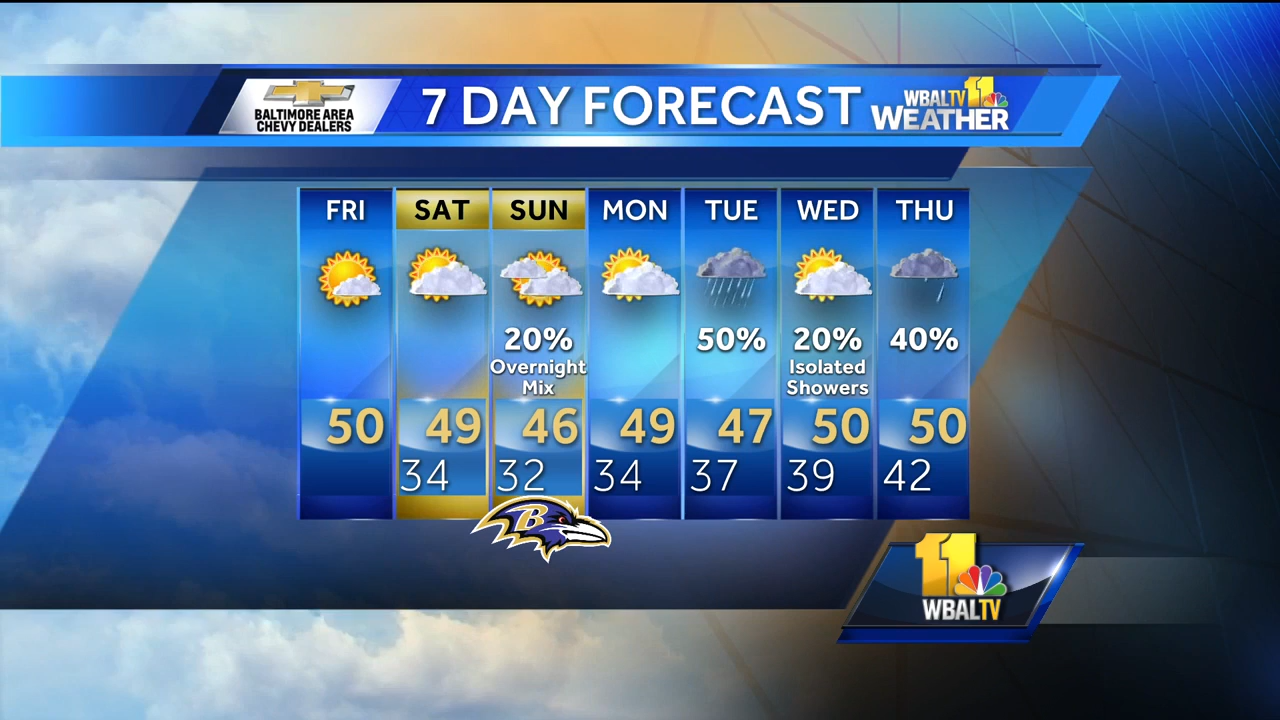 BALTIMORE AREA
CHEVY DEALERS
7 DAY FORECAST
WBALTV 11
WEATHER
FRI SAT SUN MON TUE WED THU
20% 50% 20% 40%
Overnight Isolated
Mix Showers
50 49 46 49 47 50 50
34 32 34 37 39 42
B
11
WBALTV